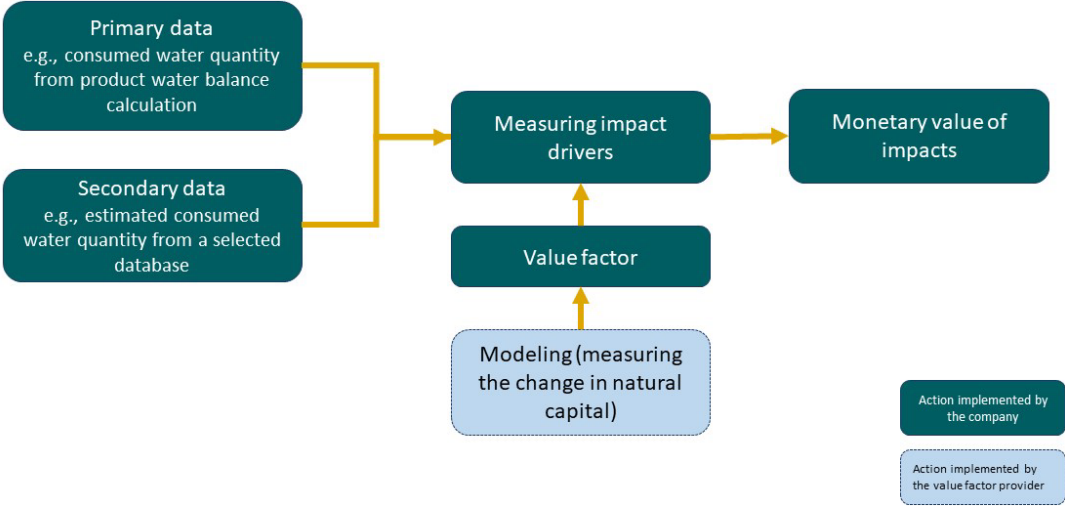 Primary data
e.g., consumed water quantity
from product water balance
calculation
Secondary data
e.g., estimated consumed
water quantity from a selected
database
Measuring impact
drivers
Monetary value of
impacts
Value factor
Modeling (measuring
the change in natural
capital)
Action implemented by
the company
Action implemented by
the value factor provider